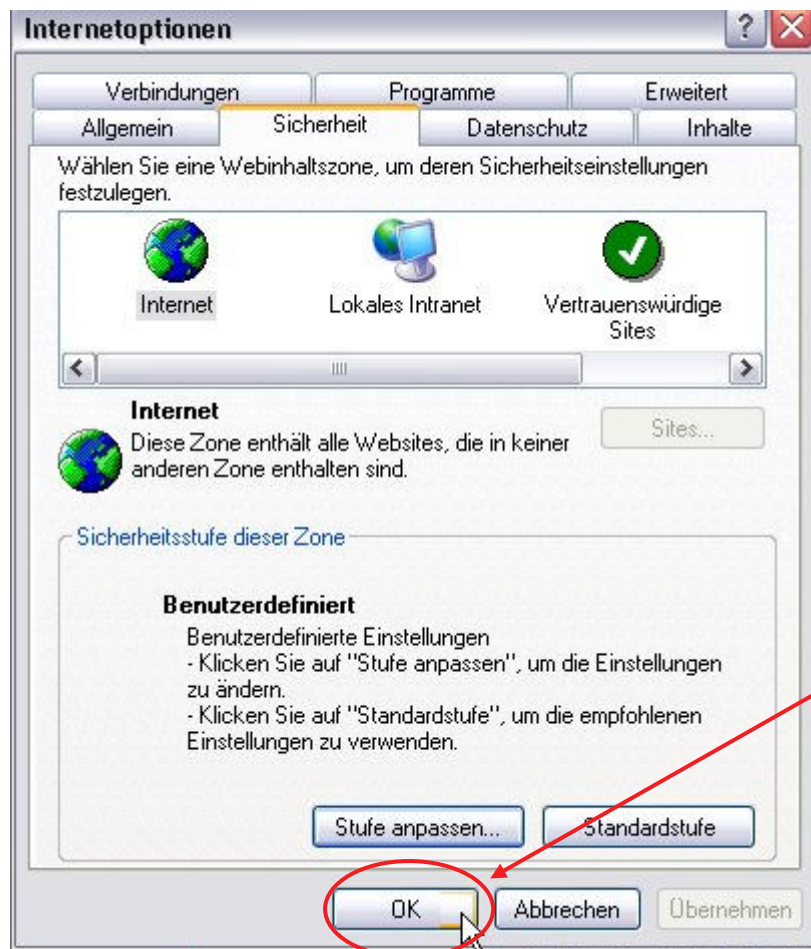 Internetoptionen
Verbindungen Programme Erweitert
Allgemein Sicherheit Datenschutz Inhalte
Wählen Sie eine Webinhaltszone, um deren Sicherheitseinstellungen
festzulegen.
Internet Lokales Intranet Vertrauenswürdige
Sites
Internet
Sites...
Diese Zone enthält alle Websites, die in keiner
anderen Zone enthalten sind.
Sicherheitsstufe dieser Zone
Benutzerdefiniert
Benutzerdefinierte Einstellungen
- Klicken Sie auf "Stufe anpassen", um die Einstellungen
zu ändern.
- Klicken Sie auf "Standardstufe", um die empfohlenen
Einstellungen zu verwenden.
Stufe anpassen... Standardstufe
OK Abbrechen Übernehmen